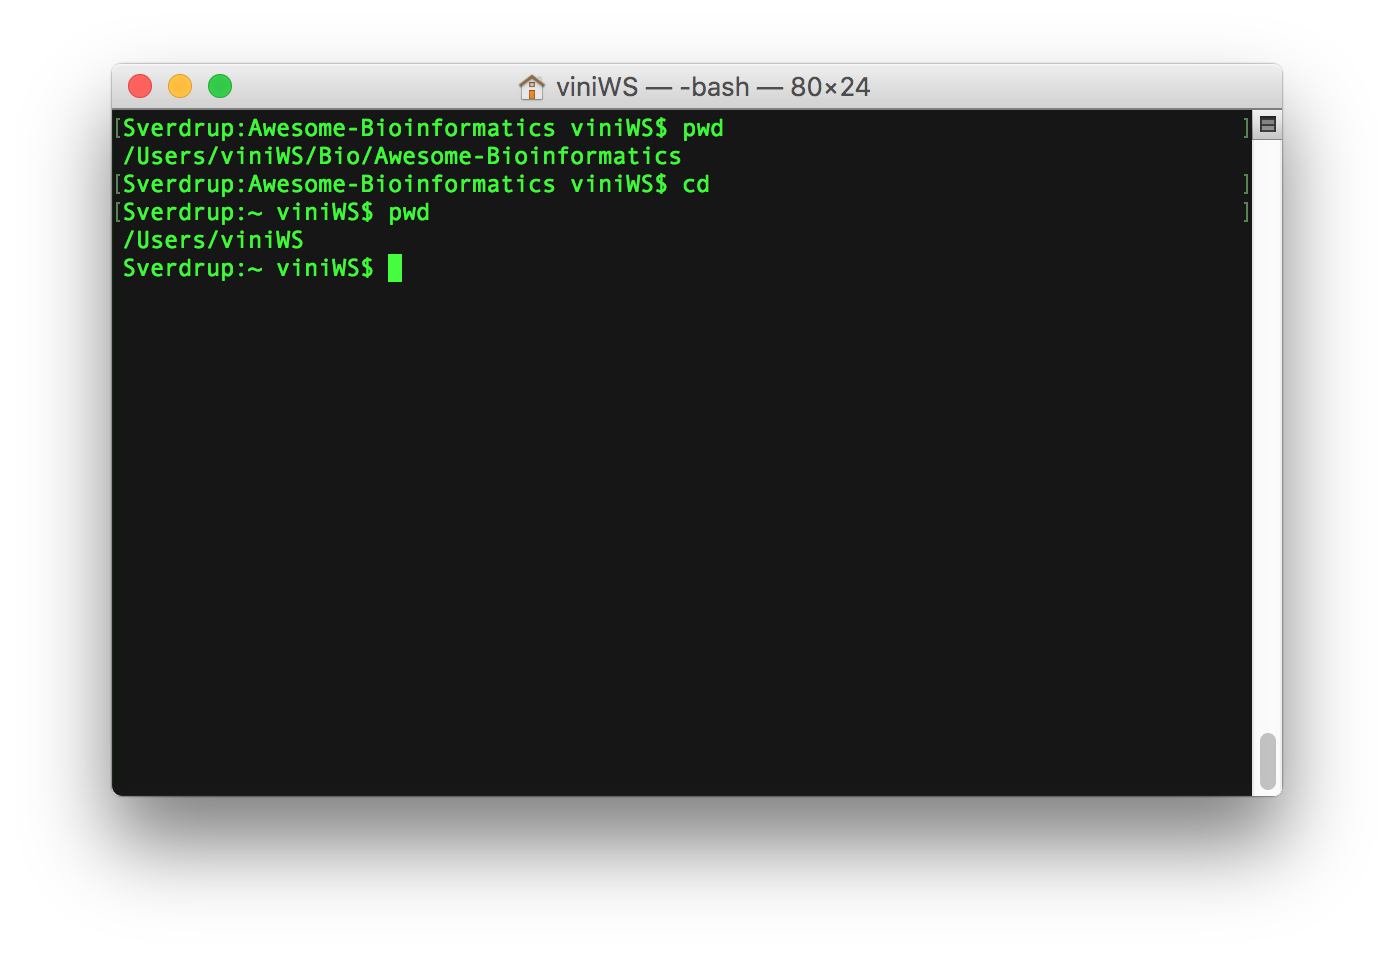 viniWS — -bash — 80×24
[Sverdrup:Awesome-Bioinformatics viniWS$ pwd ]
/Users/viniWS/Bio/Awesome-Bioinformatics
[Sverdrup:Awesome-Bioinformatics viniWS$ cd ]
[Sverdrup:~ viniWS$ pwd ]
/Users/viniWS
Sverdrup:~ viniWS$